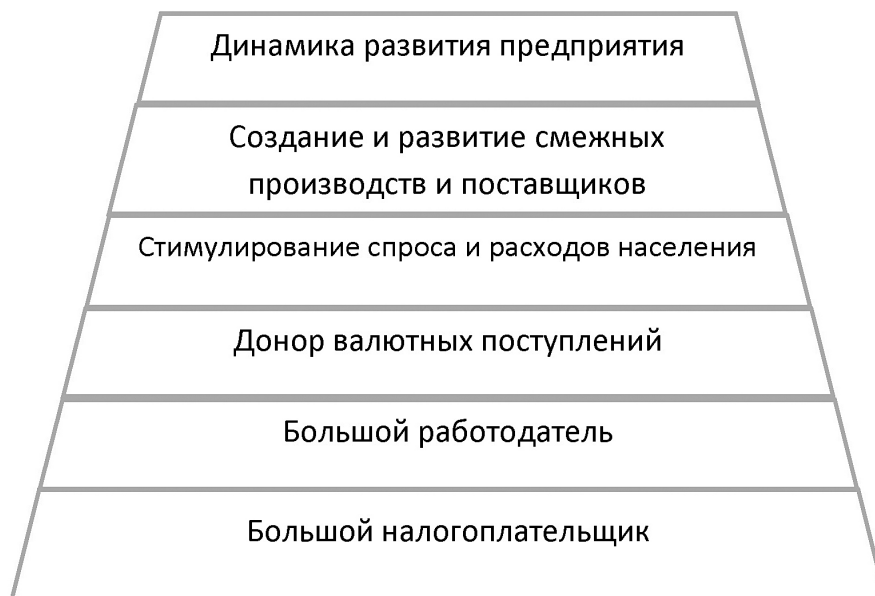 Динамика развития предприятия
Создание и развитие смежных
производств и поставщиков
Стимулирование спроса и расходов населения
Донор валютных поступлений
Большой работодатель
Большой налогоплательщик